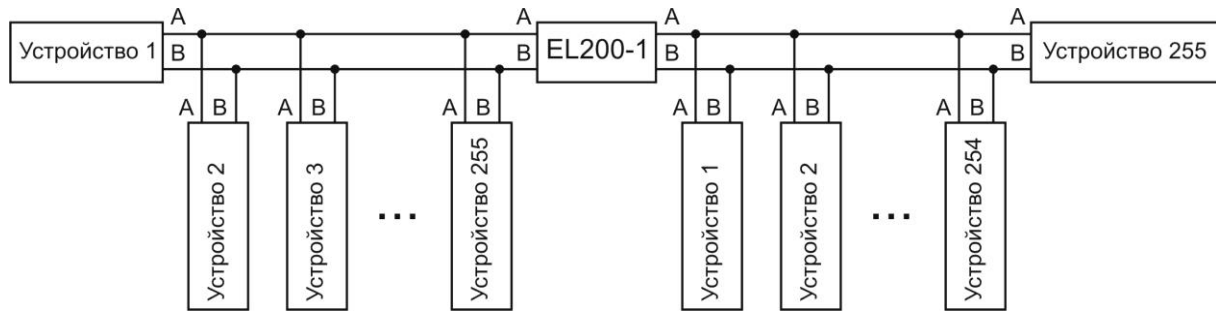 A
B
Устройство 1
A
B
EL200-1
A
B
A
B
Устройство 255
A
B
Устройство 2
A
B
Устройство 3
...
A
B
Устройство 255
A
B
Устройство 1
A
B
Устройство 2
...
A
B
Устройство 254